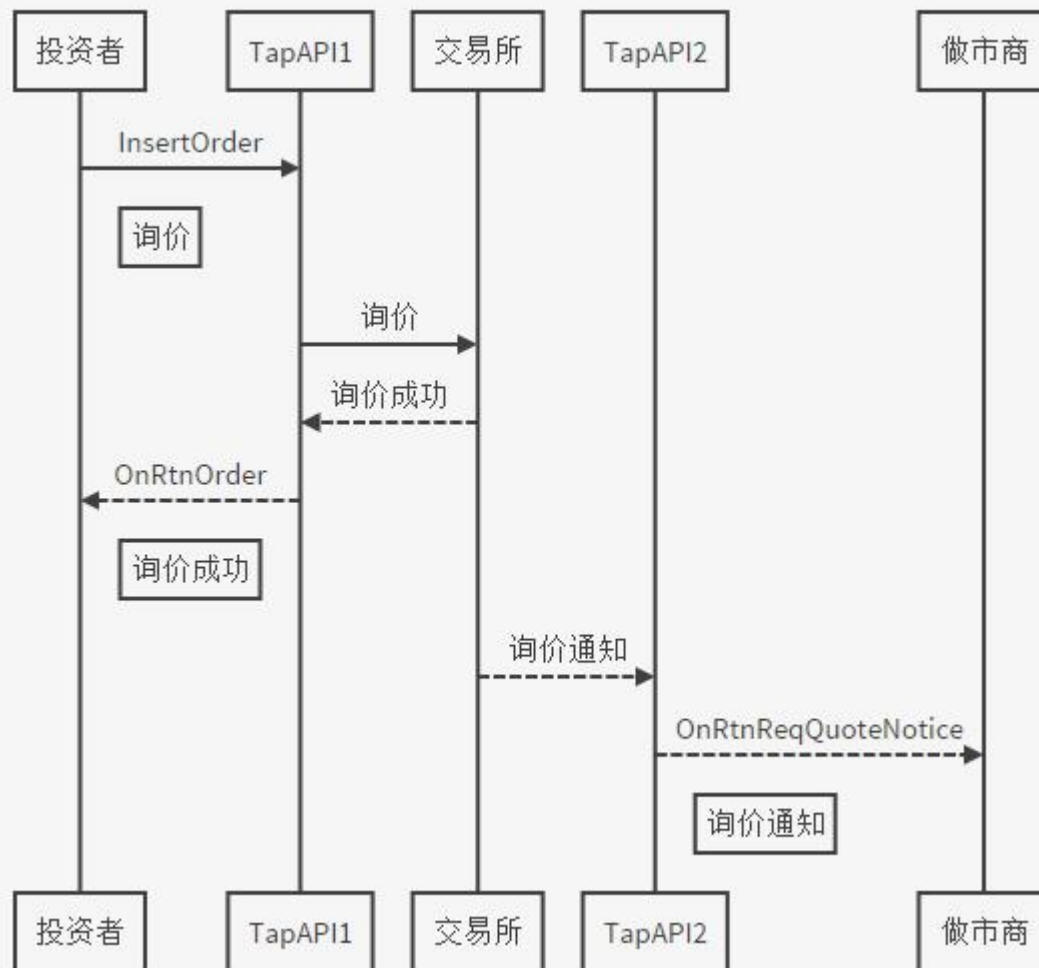 投资者
TapAPI1
交易所
TapAPI2
做市商
InsertOrder
询价
询价
询价成功
OnRtnOrder
询价成功
询价通知
OnRtnReqQuoteNotice
询价通知
投资者
TapAPI1
交易所
TapAPI2
做市商